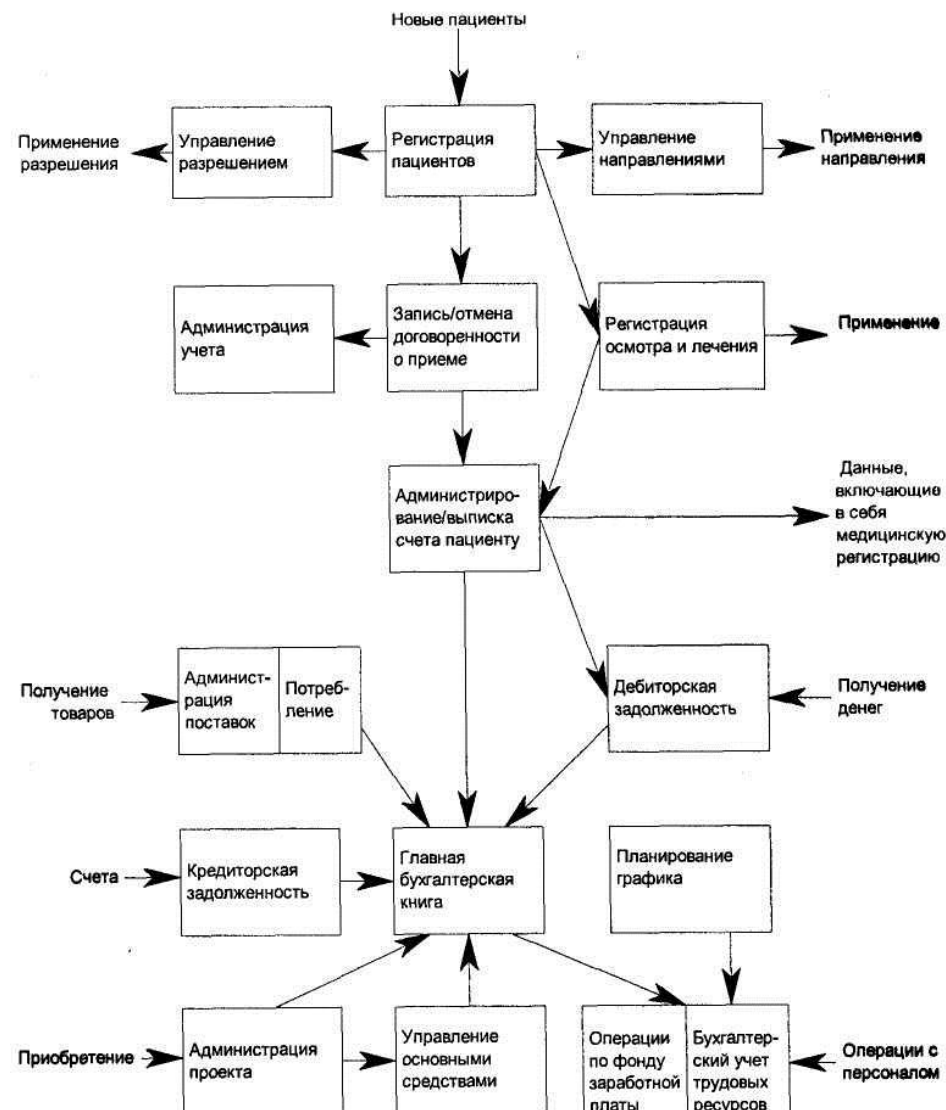 Новые пациенты
Применение
разрешения
Управление
разрешением
Регистрация
пациентов
Управление
направлениями
Применение
направления
Администрация
учета
Запись/отмена
договоренности
о приеме
Регистрация
осмотра и лечения
Применение
Администриро-
вание/выписка
счета пациенту
Данные,
включающие
в себя
медицинскую
регистрацию
Получение
товаров
Админист-
рация
поставок
Потреб-
ление
Дебиторская
задолженность
Получение
денег
Счета
Кредиторская
задолженность
Главная
бухгалтерская
книга
Планирование
графика
Приобретение
Администрация
проекта
Управление
основными
средствами
Операции
по фонду
заработной
платы
Бухгалтер-
ский учет
трудовых
ресурсов
Операции с
персоналом